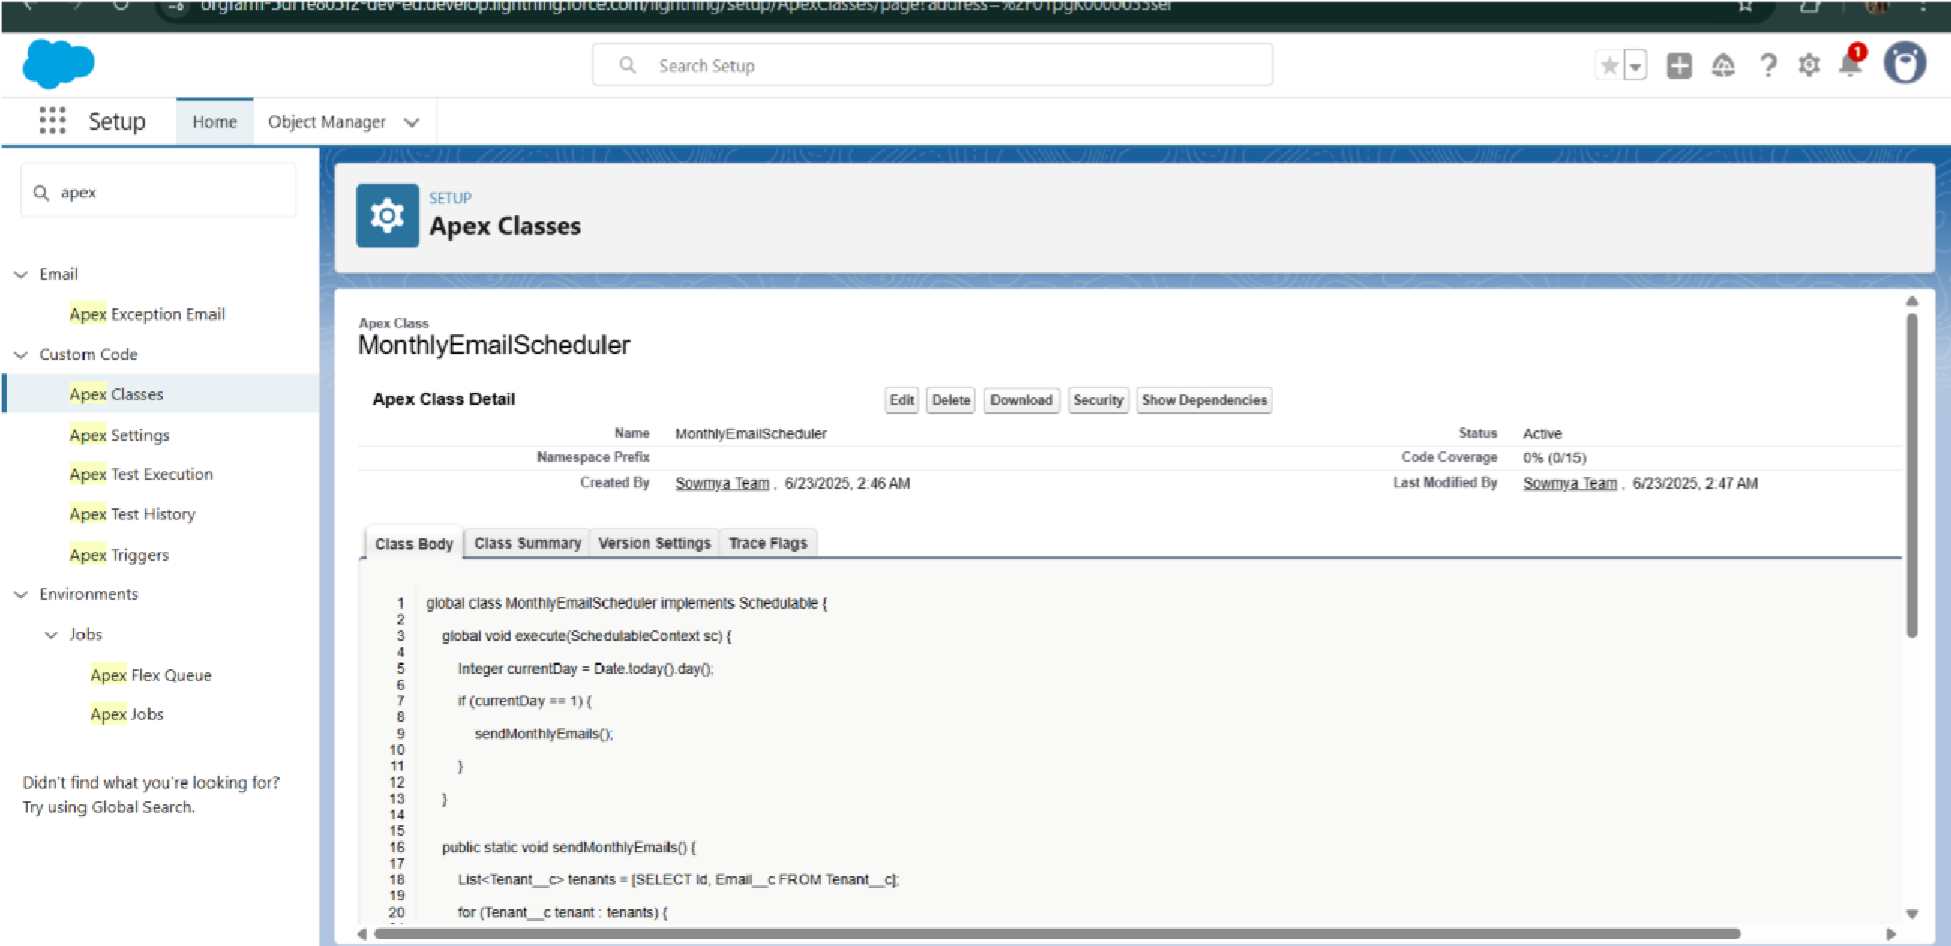 Search Setup
1
Setup
Home
Object Manager
apex
Email
Apex Exception Email
Custom Code
Apex Classes
Apex Settings
Apex Test Execution
Apex Test History
Apex Triggers
Environments
Jobs
Apex Flex Queue
Apex Jobs
Didn't find what you're looking for?
Try using Global Search.
SETUP
Apex Classes
Apex Class
MonthlyEmailScheduler
Apex Class Detail
Edit Delete Download Security Show Dependencies
Name MonthlyEmailScheduler Status Active
Namespace Prefix Code Coverage 0% (0/15)
Created By Sowmya Team , 6/23/2025, 2:46 AM Last Modified By Sowmya Team , 6/23/2025, 2:47 AM
Class Body Class Summary Version Settings Trace Flags
1 global class MonthlyEmailScheduler implements Schedulable {
2
3 global void execute(SchedulableContext sc) {
4
5 Integer currentDay = Date.today().day();
6
7 if (currentDay == 1) {
8
9 sendMonthlyEmails();
10
11 }
12
13 }
14
15
16 public static void sendMonthlyEmails() {
17
18 List<Tenant__c> tenants = [SELECT Id, Email__c FROM Tenant__c];
19
20 for (Tenant__c tenant : tenants) {